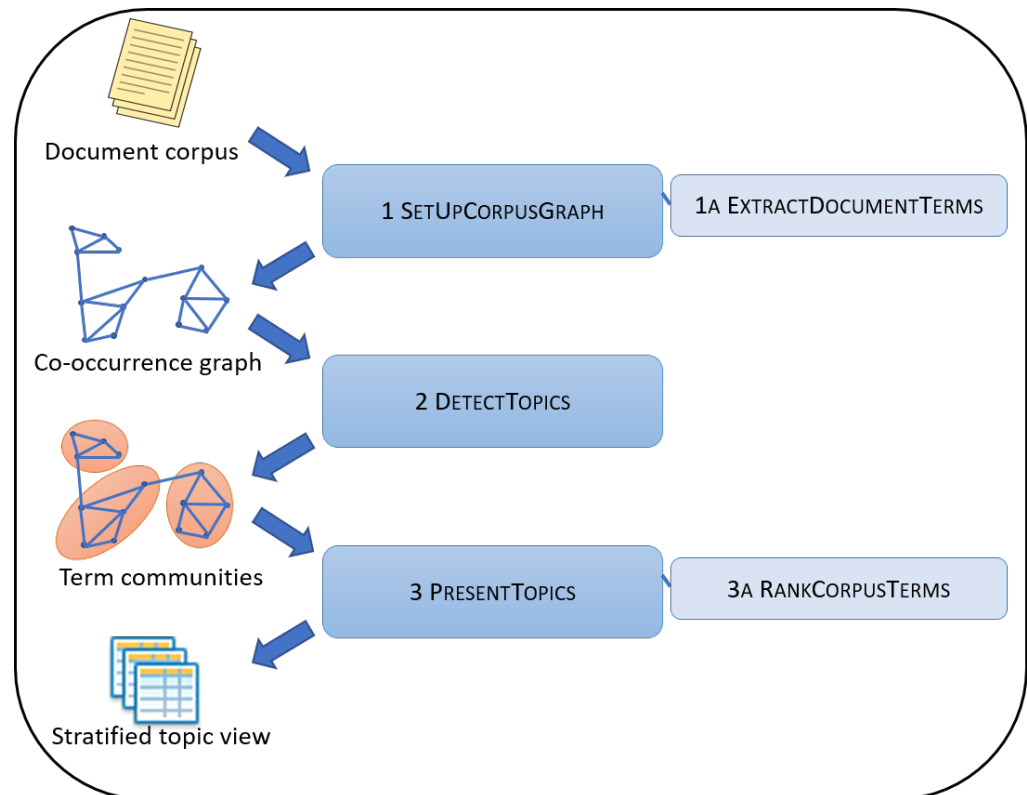 Document corpus
1 SetUpCorpusGraph
1a ExtractDocumentTerms
Co-occurrence graph
2 DetectTopics
Term communities
3 PresentTopics
3a RankCorpusTerms
Stratified topic view